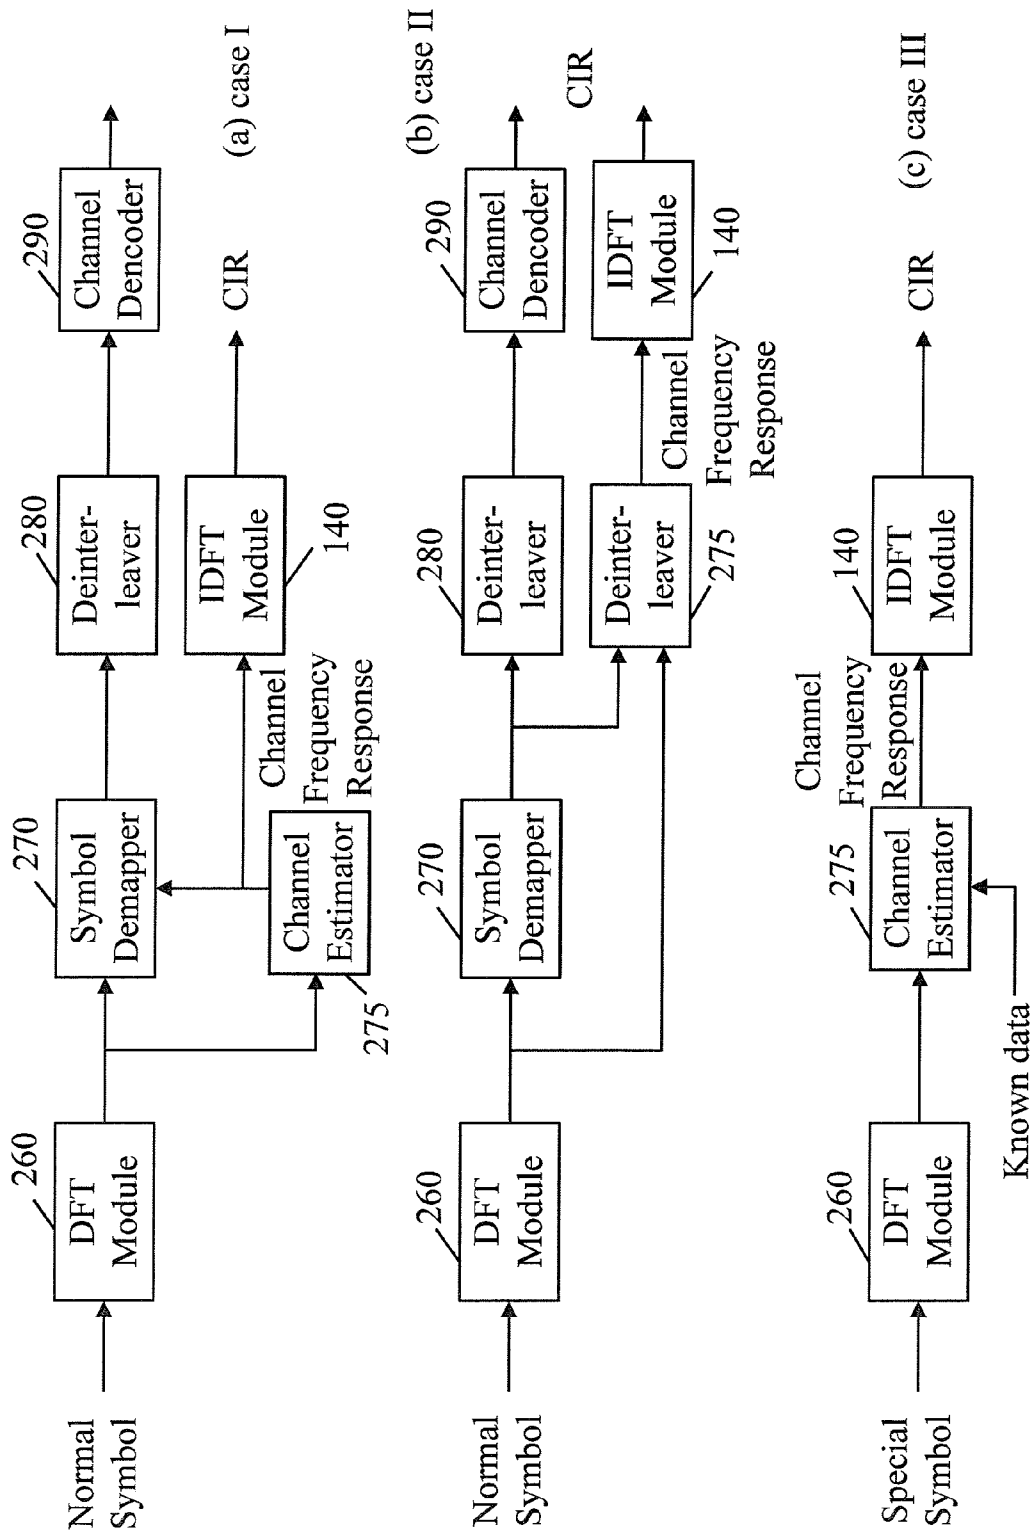 Normal
Symbol
260
DFT
Module
270
Symbol
Demapper
280
Deinter-
leaver
290
Channel
Dencoder
275
Channel
Estimator
Channel
Frequency
Response
IDFT
Module
140
CIR
(a) case I
Normal
Symbol
260
DFT
Module
270
Symbol
Demapper
280
Deinter-
leaver
290
Channel
Dencoder
Deinter-
leaver
275
Channel
Frequency
Response
IDFT
Module
140
CIR
(b) case II
Special
Symbol
260
DFT
Module
Known data
275
Channel
Estimator
Channel
Frequency
Response
140
IDFT
Module
CIR
(c) case III